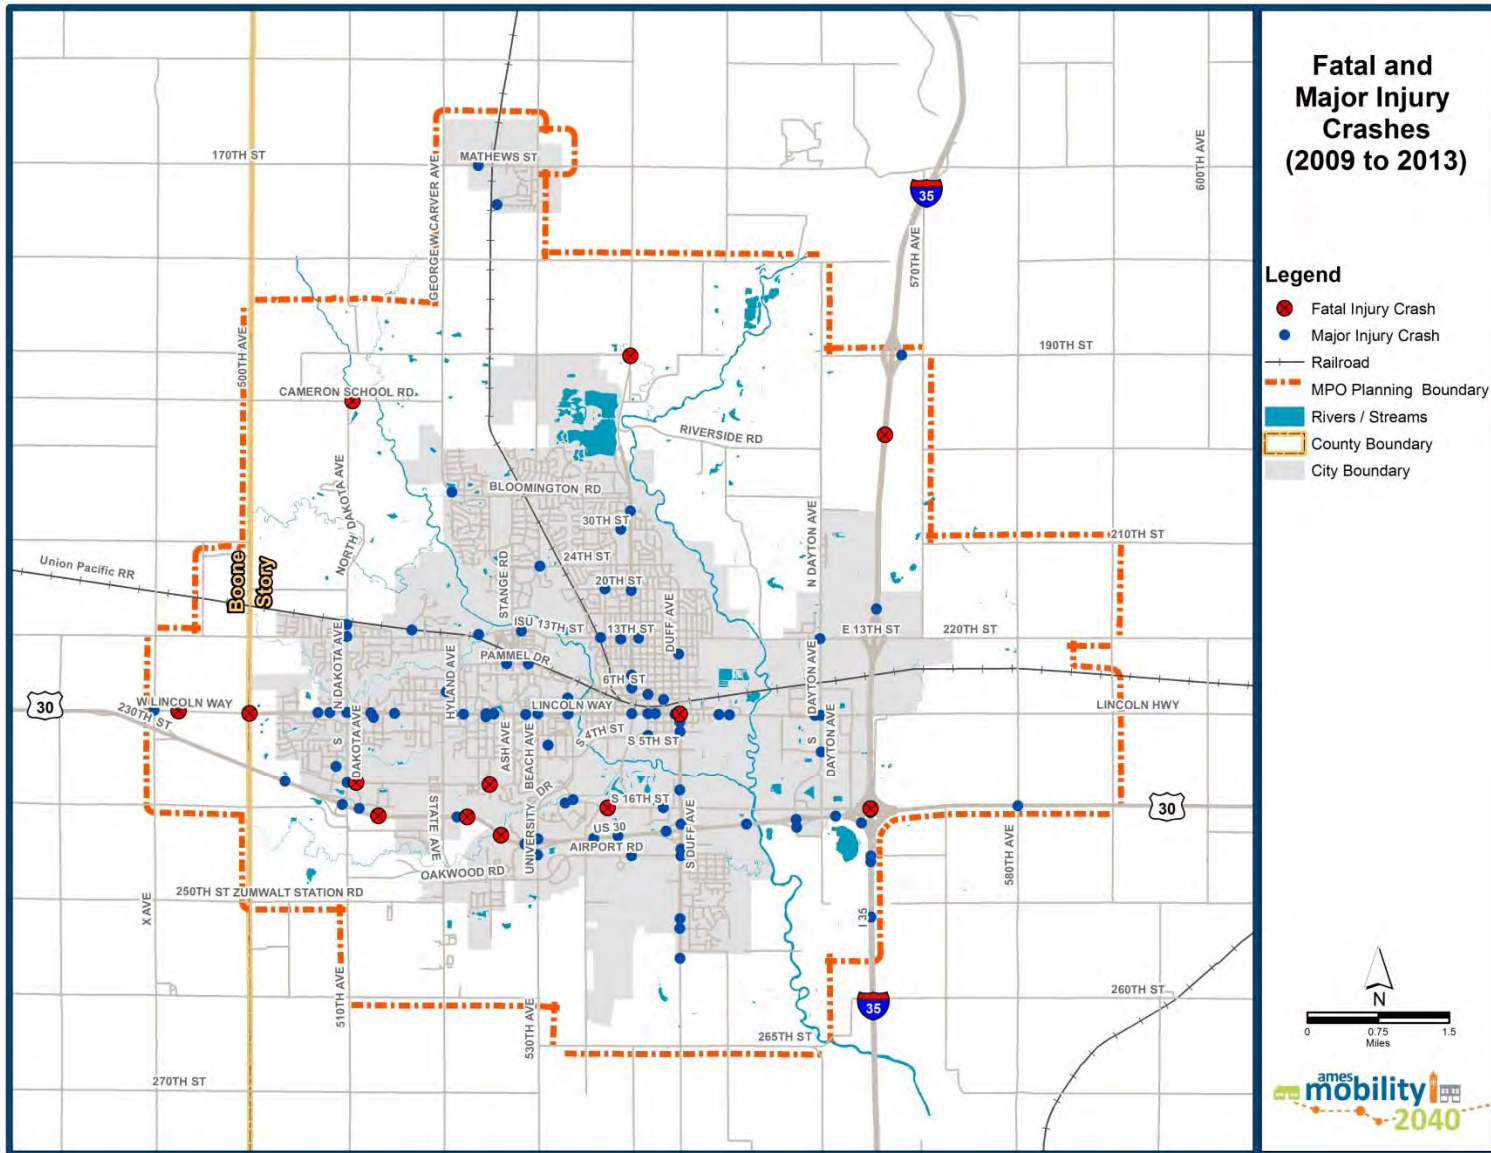 Fatal and
Major Injury
Crashes
(2009 to 2013)
Legend
Fatal Injury Crash
Major Injury Crash
Railroad
MPO Planning Boundary
Rivers / Streams
County Boundary
City Boundary
N
0 0.75 1.5
Miles
ames
mobility
2040
170TH ST
MATHEWS ST
GEORGE W CARVER AVE
600TH AVE
35
570TH AVE
500TH AVE
190TH ST
CAMERON SCHOOL RD
RIVERSIDE RD
NORTH DAKOTA AVE
BLOOMINGTON RD
30TH ST
N DAYTON AVE
210TH ST
Union Pacific RR
Boone
Story
24TH ST
STANGE RD
20TH ST
ISU 13TH ST
13TH ST
DUFF AVE
E 13TH ST
220TH ST
N DAKOTA AVE
PAMMEL DR
HYLAND AVE
6TH ST
30
W LINCOLN WAY
230TH ST
LINCOLN WAY
LINCOLN HWY
S DAKOTA AVE
ASH AVE
BEACH AVE
S 4TH ST
S 5TH ST
S DAYTON AVE
DAYTON AVE
STATE AVE
UNIVERSITY
DR
S 16TH ST
US 30
AIRPORT RD
S DUFF AVE
30
580TH AVE
OAKWOOD RD
250TH ST ZUMWALT STATION RD
X AVE
I 35
510TH AVE
530TH AVE
35
260TH ST
265TH ST
270TH ST